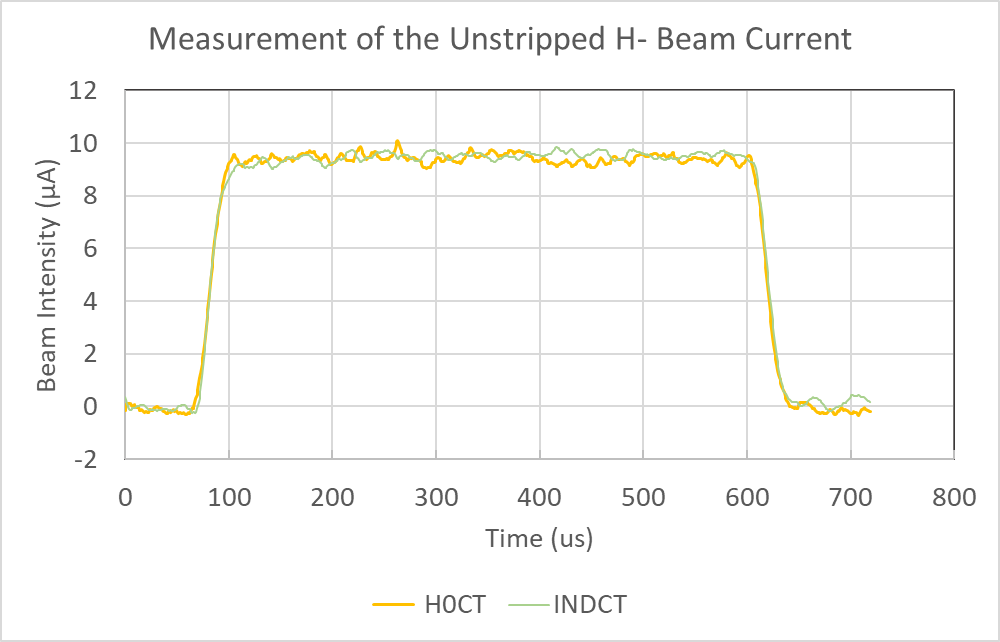 Measurement of the Unstripped H- Beam Current
Beam Intensity (µA)
12
10
8
6
4
2
0
-2
0 100 200 300 400 500 600 700 800
Time (us)
H0CT INDCT